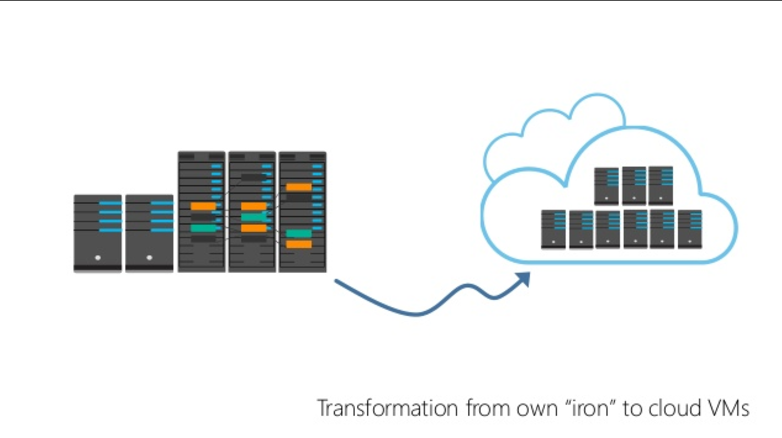 Transformation from own “iron” to cloud VMs